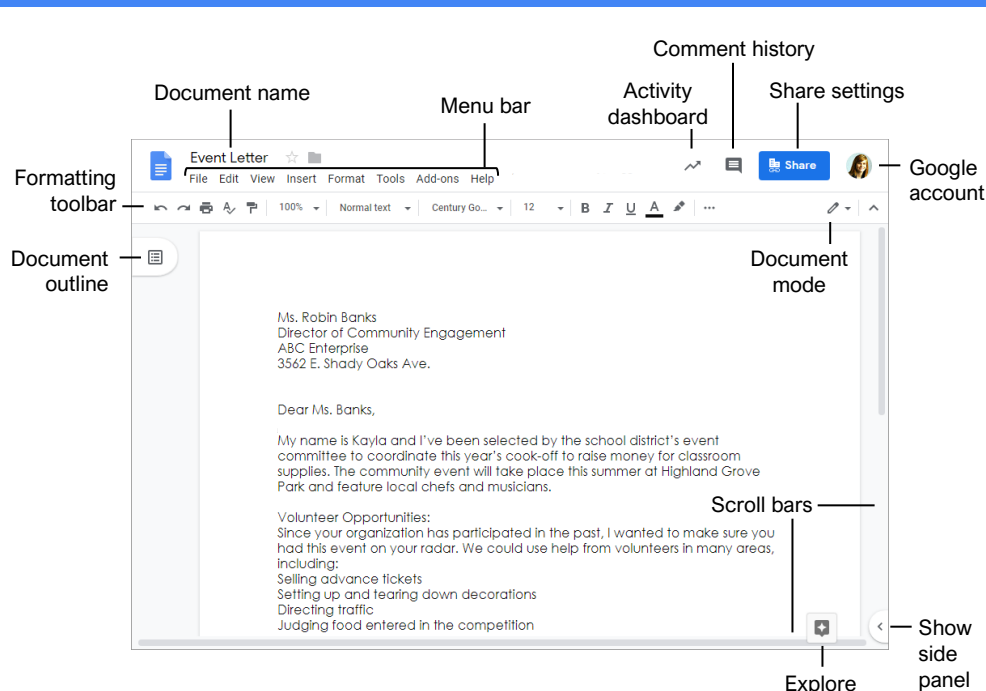 Comment history
Document name
Menu bar
Activity
dashboard
Share settings
Event Letter
Share
File Edit View Insert Format Tools Add-ons Help
Google
account
Formatting
toolbar
100% Normal text Century Go... 12 B I U A ...
Document
outline
Document
mode
Ms. Robin Banks
Director of Community Engagement
ABC Enterprise
3562 E. Shady Oaks Ave.
Dear Ms. Banks,
My name is Kayla and I've been selected by the school district's event
committee to coordinate this year's cook-off to raise money for classroom
supplies. The community event will take place this summer at Highland Grove
Park and feature local chefs and musicians.
Scroll bars
Volunteer Opportunities:
Since your organization has participated in the past, I wanted to make sure you
had this event on your radar. We could use help from volunteers in many areas,
including:
Selling advance tickets
Setting up and tearing down decorations
Directing traffic
Judging food entered in the competition
Show
side
panel
Explore